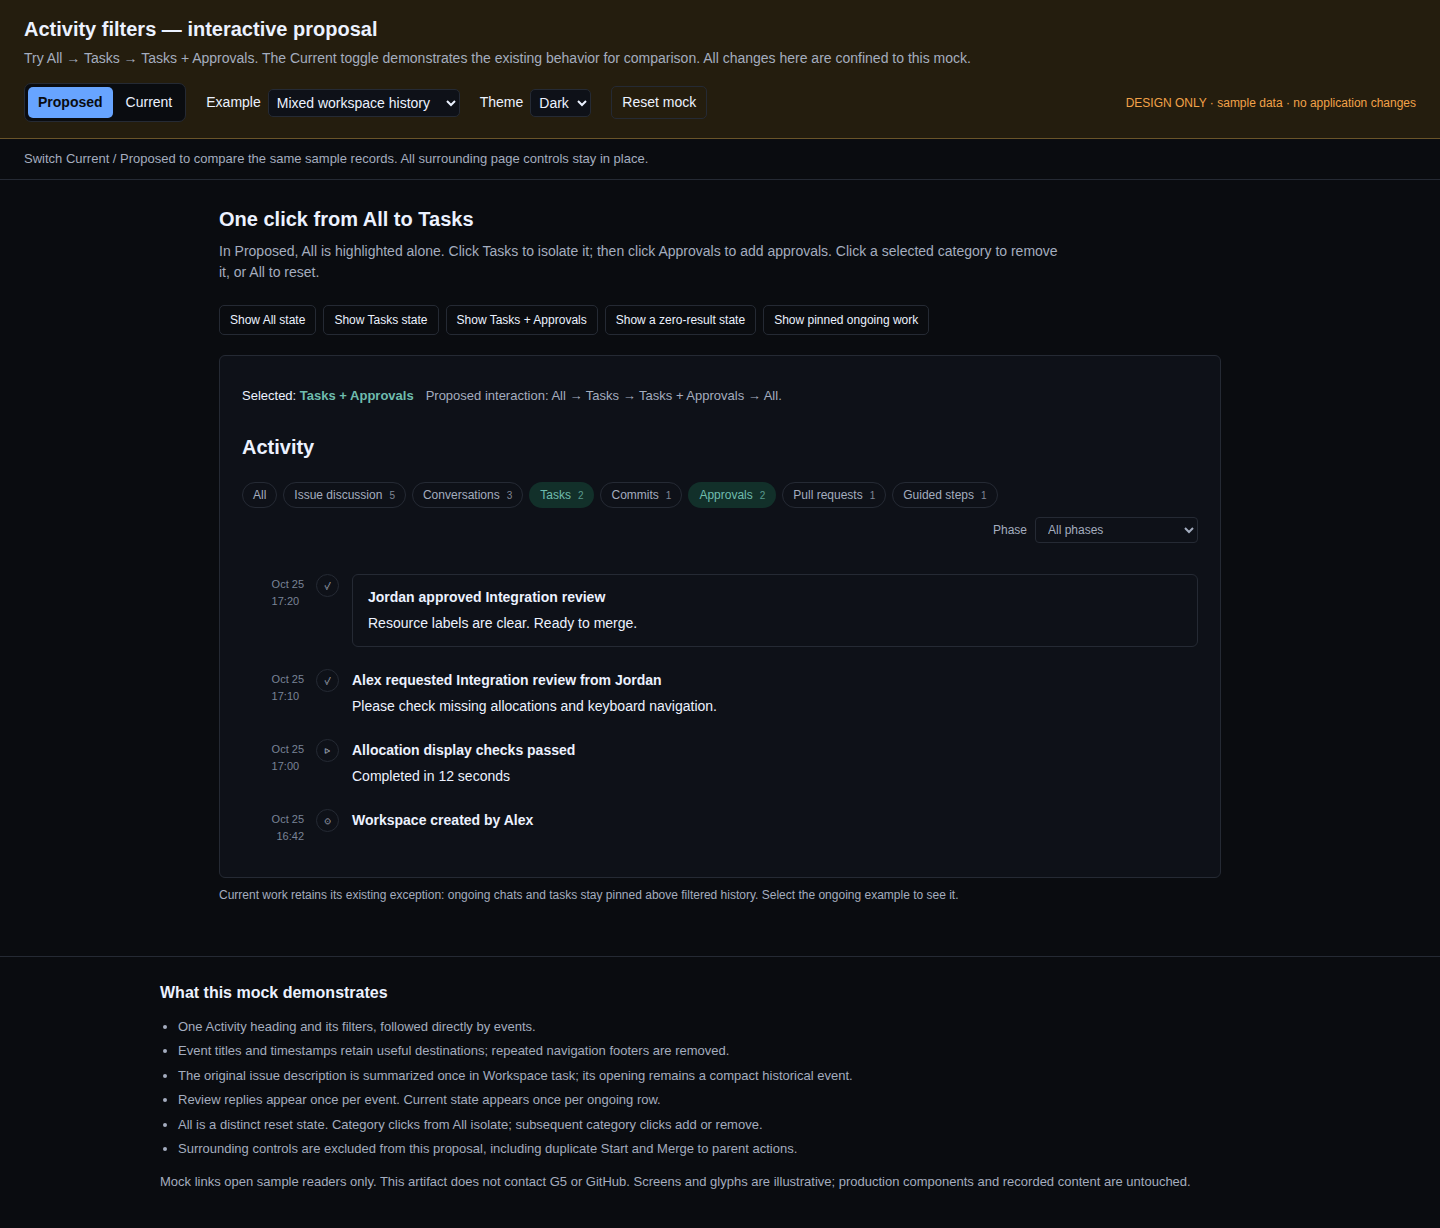 Activity filters — interactive proposal
Try All → Tasks → Tasks + Approvals. The Current toggle demonstrates the existing behavior for comparison. All changes here are confined to this mock.
Proposed Current Example Mixed workspace history Theme Dark Reset mock DESIGN ONLY · sample data · no application changes
Switch Current / Proposed to compare the same sample records. All surrounding page controls stay in place.
One click from All to Tasks
In Proposed, All is highlighted alone. Click Tasks to isolate it; then click Approvals to add approvals. Click a selected category to remove
it, or All to reset.
Show All state Show Tasks state Show Tasks + Approvals Show a zero-result state Show pinned ongoing work
Selected: Tasks + Approvals Proposed interaction: All → Tasks → Tasks + Approvals → All.
Activity
All Issue discussion 5 Conversations 3 Tasks 2 Commits 1 Approvals 2 Pull requests 1 Guided steps 1
Phase All phases
Oct 25
17:20
Jordan approved Integration review
Resource labels are clear. Ready to merge.
Oct 25
17:10
Alex requested Integration review from Jordan
Please check missing allocations and keyboard navigation.
Oct 25
17:00
Allocation display checks passed
Completed in 12 seconds
Oct 25
16:42
Workspace created by Alex
Current work retains its existing exception: ongoing chats and tasks stay pinned above filtered history. Select the ongoing example to see it.
What this mock demonstrates
• One Activity heading and its filters, followed directly by events.
• Event titles and timestamps retain useful destinations; repeated navigation footers are removed.
• The original issue description is summarized once in Workspace task; its opening remains a compact historical event.
• Review replies appear once per event. Current state appears once per ongoing row.
• All is a distinct reset state. Category clicks from All isolate; subsequent category clicks add or remove.
• Surrounding controls are excluded from this proposal, including duplicate Start and Merge to parent actions.
Mock links open sample readers only. This artifact does not contact G5 or GitHub. Screens and glyphs are illustrative; production components and recorded content are untouched.